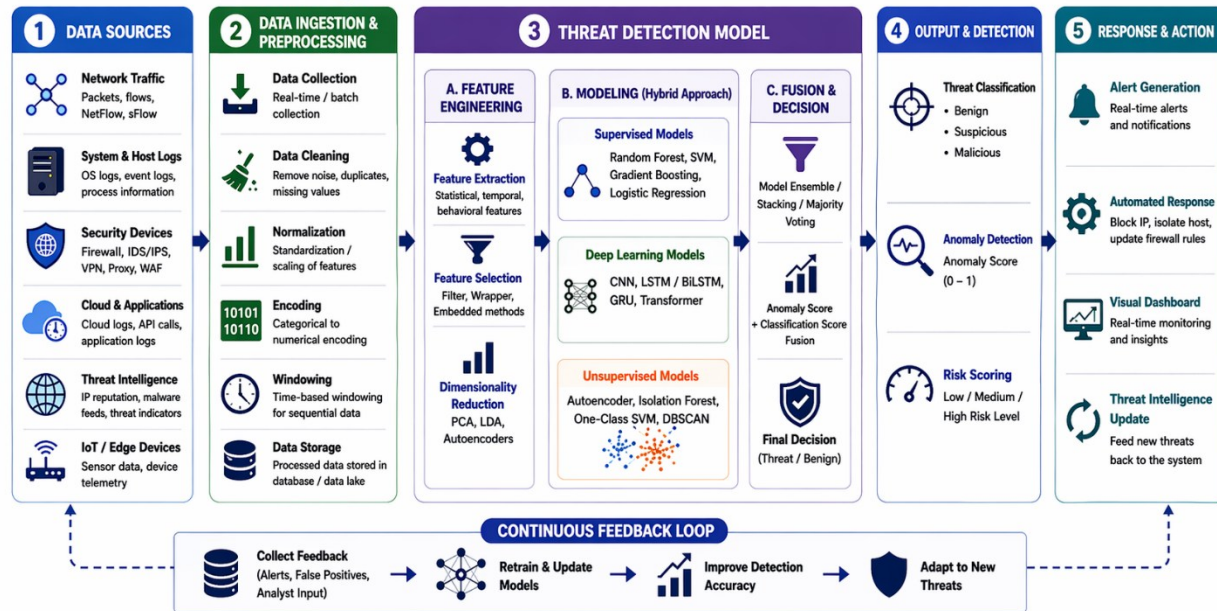 1 DATA SOURCES
Network Traffic
Packets, flows,
NetFlow, sFlow
System & Host Logs
OS logs, event logs,
process information
Security Devices
Firewall, IDS/IPS,
VPN, Proxy, WAF
Cloud & Applications
Cloud logs, API calls,
application logs
Threat Intelligence
IP reputation, malware
feeds, threat indicators
IoT / Edge Devices
Sensor data, device
telemetry
2 DATA INGESTION &
PREPROCESSING
Data Collection
Real-time / batch
collection
Data Cleaning
Remove noise, duplicates,
missing values
Normalization
Standardization /
scaling of features
10101
10110
Encoding
Categorical to
numerical encoding
Windowing
Time-based windowing
for sequential data
Data Storage
Processed data stored in
database / data lake
3 THREAT DETECTION MODEL
A. FEATURE
ENGINEERING
Feature Extraction
Statistical, temporal,
behavioral features
Feature Selection
Filter, Wrapper,
Embedded methods
Dimensionality
Reduction
PCA, LDA,
Autoencoders
B. MODELING (Hybrid Approach)
Supervised Models
Random Forest, SVM,
Gradient Boosting,
Logistic Regression
Deep Learning Models
CNN, LSTM / BiLSTM,
GRU, Transformer
Unsupervised Models
Autoencoder, Isolation Forest,
One-Class SVM, DBSCAN
C. FUSION &
DECISION
Model Ensemble /
Stacking / Majority
Voting
Anomaly Score
+ Classification Score
Fusion
Final Decision
(Threat / Benign)
4 OUTPUT & DETECTION
Threat Classification
• Benign
• Suspicious
• Malicious
Anomaly Detection
Anomaly Score
(0 – 1)
Risk Scoring
Low / Medium /
High Risk Level
5 RESPONSE & ACTION
Alert Generation
Real-time alerts
and notifications
Automated Response
Block IP, isolate host,
update firewall rules
Visual Dashboard
Real-time monitoring
and insights
Threat Intelligence
Update
Feed new threats
back to the system
CONTINUOUS FEEDBACK LOOP
Collect Feedback
(Alerts, False Positives,
Analyst Input)
Retrain & Update
Models
Improve Detection
Accuracy
Adapt to New
Threats